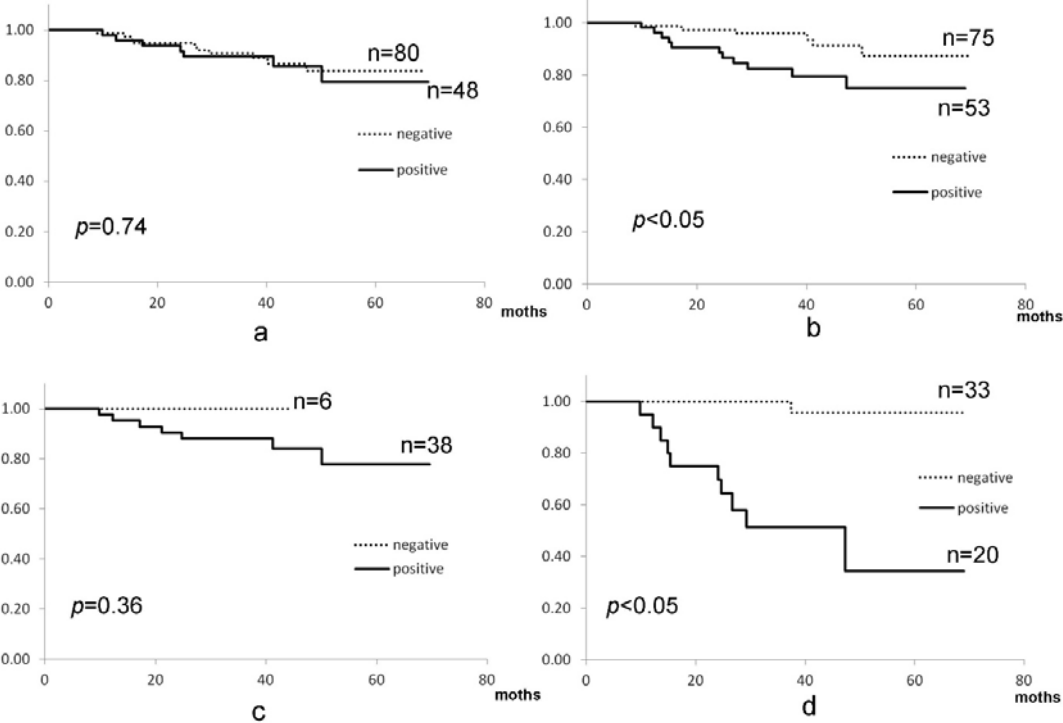 1.00
0.80
0.60
0.40
0.20
0.00
0 20 40 60 80
moths
n=80
n=48
negative
positive
p=0.74
a
1.00
0.80
0.60
0.40
0.20
0.00
0 20 40 60 80
moths
n=75
n=53
negative
positive
p<0.05
b
1.00
0.80
0.60
0.40
0.20
0.00
0 20 40 60 80
moths
n=6
n=38
negative
positive
p=0.36
c
1.00
0.80
0.60
0.40
0.20
0.00
0 20 40 60 80
moths
n=33
n=20
negative
positive
p<0.05
d